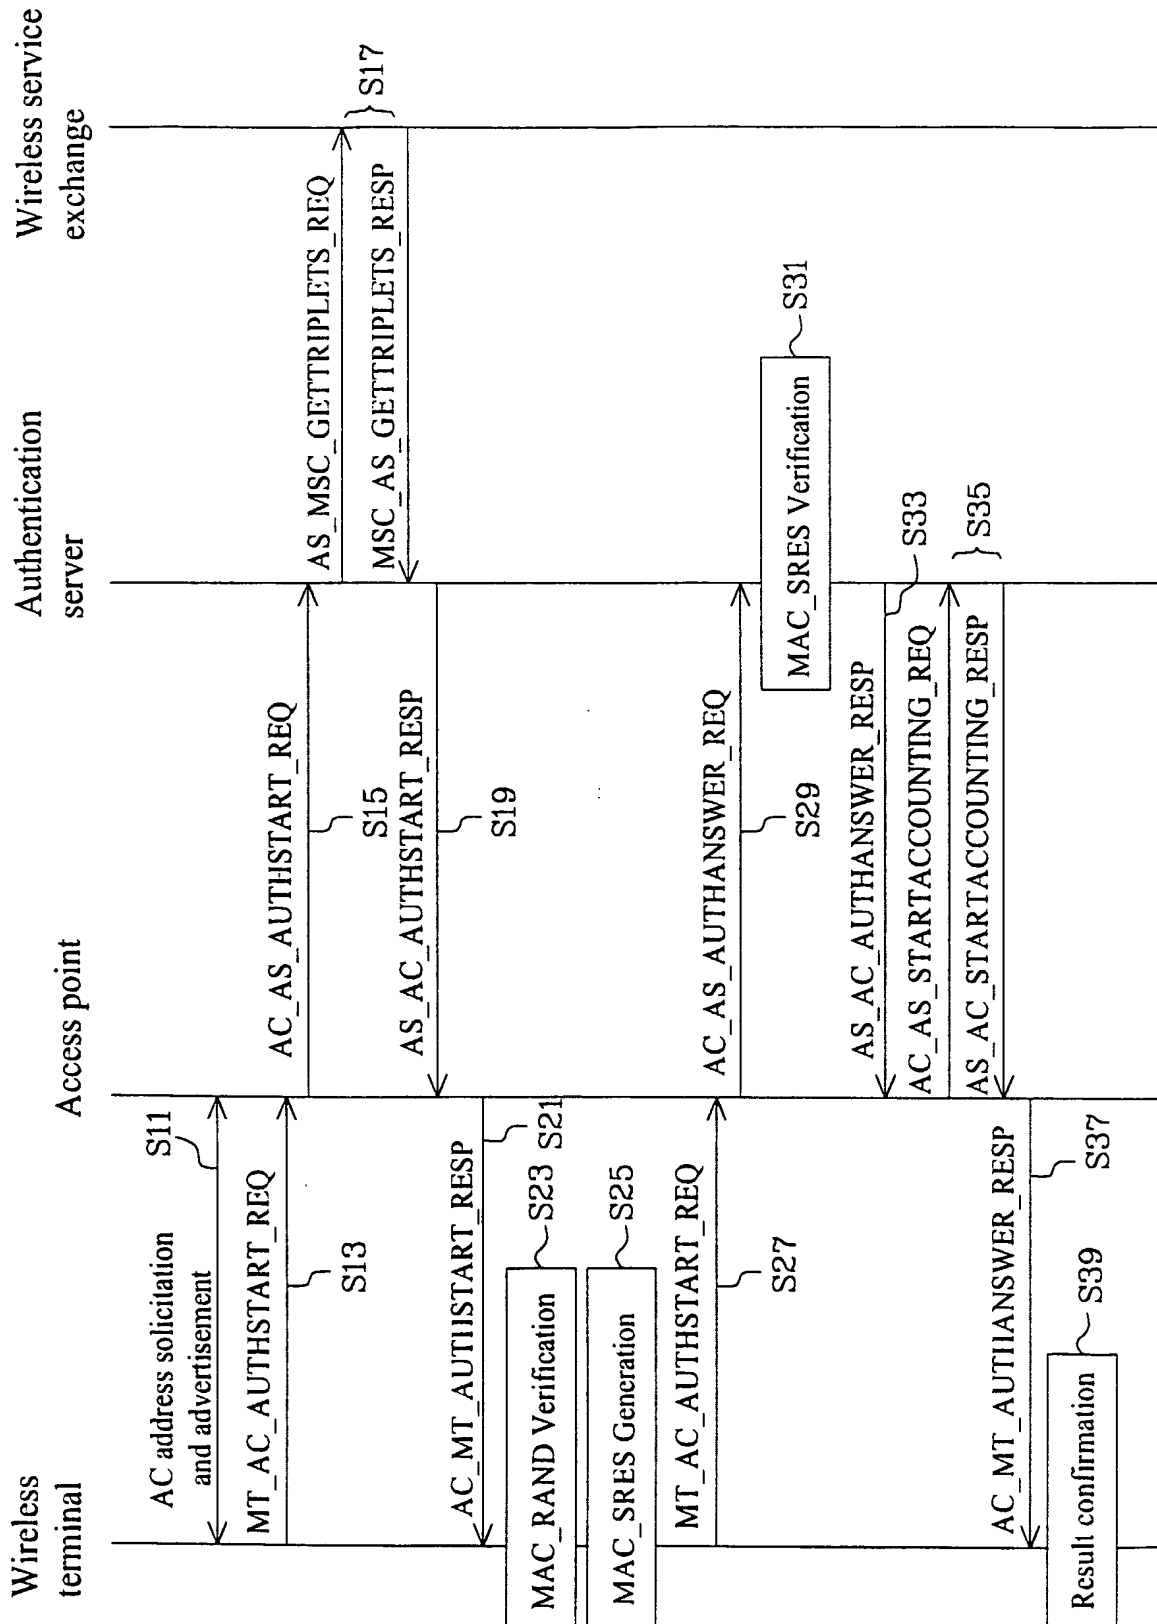 Wireless
terminal
Access point
Authentication
server
Wireless service
exchange
AC address solicitation
and advertisement
S11
MT_AC_AUTHSTART_REQ
S13
AC_AS_AUTHSTART_REQ
S15
AS_MSC_GETTRIPLETS_REQ
S17
MSC_AS_GETTRIPLETS_RESP
AS_AC_AUTHSTART_RESP
S19
AC_MT_AUTHSTART_RESP
S21
MAC_RAND Verification
S23
MAC_SRES Generation
S25
MT_AC_AUTHSTART_REQ
S27
AC_AS_AUTHANSWER_REQ
S29
MAC_SRES Verification
S31
AS_AC_AUTHANSWER_RESP
S33
AC_AS_STARTACCOUNTING_REQ
S35
AS_AC_STARTACCOUNTING_RESP
AC_MT_AUTHANSWER_RESP
S37
Result confirmation
S39